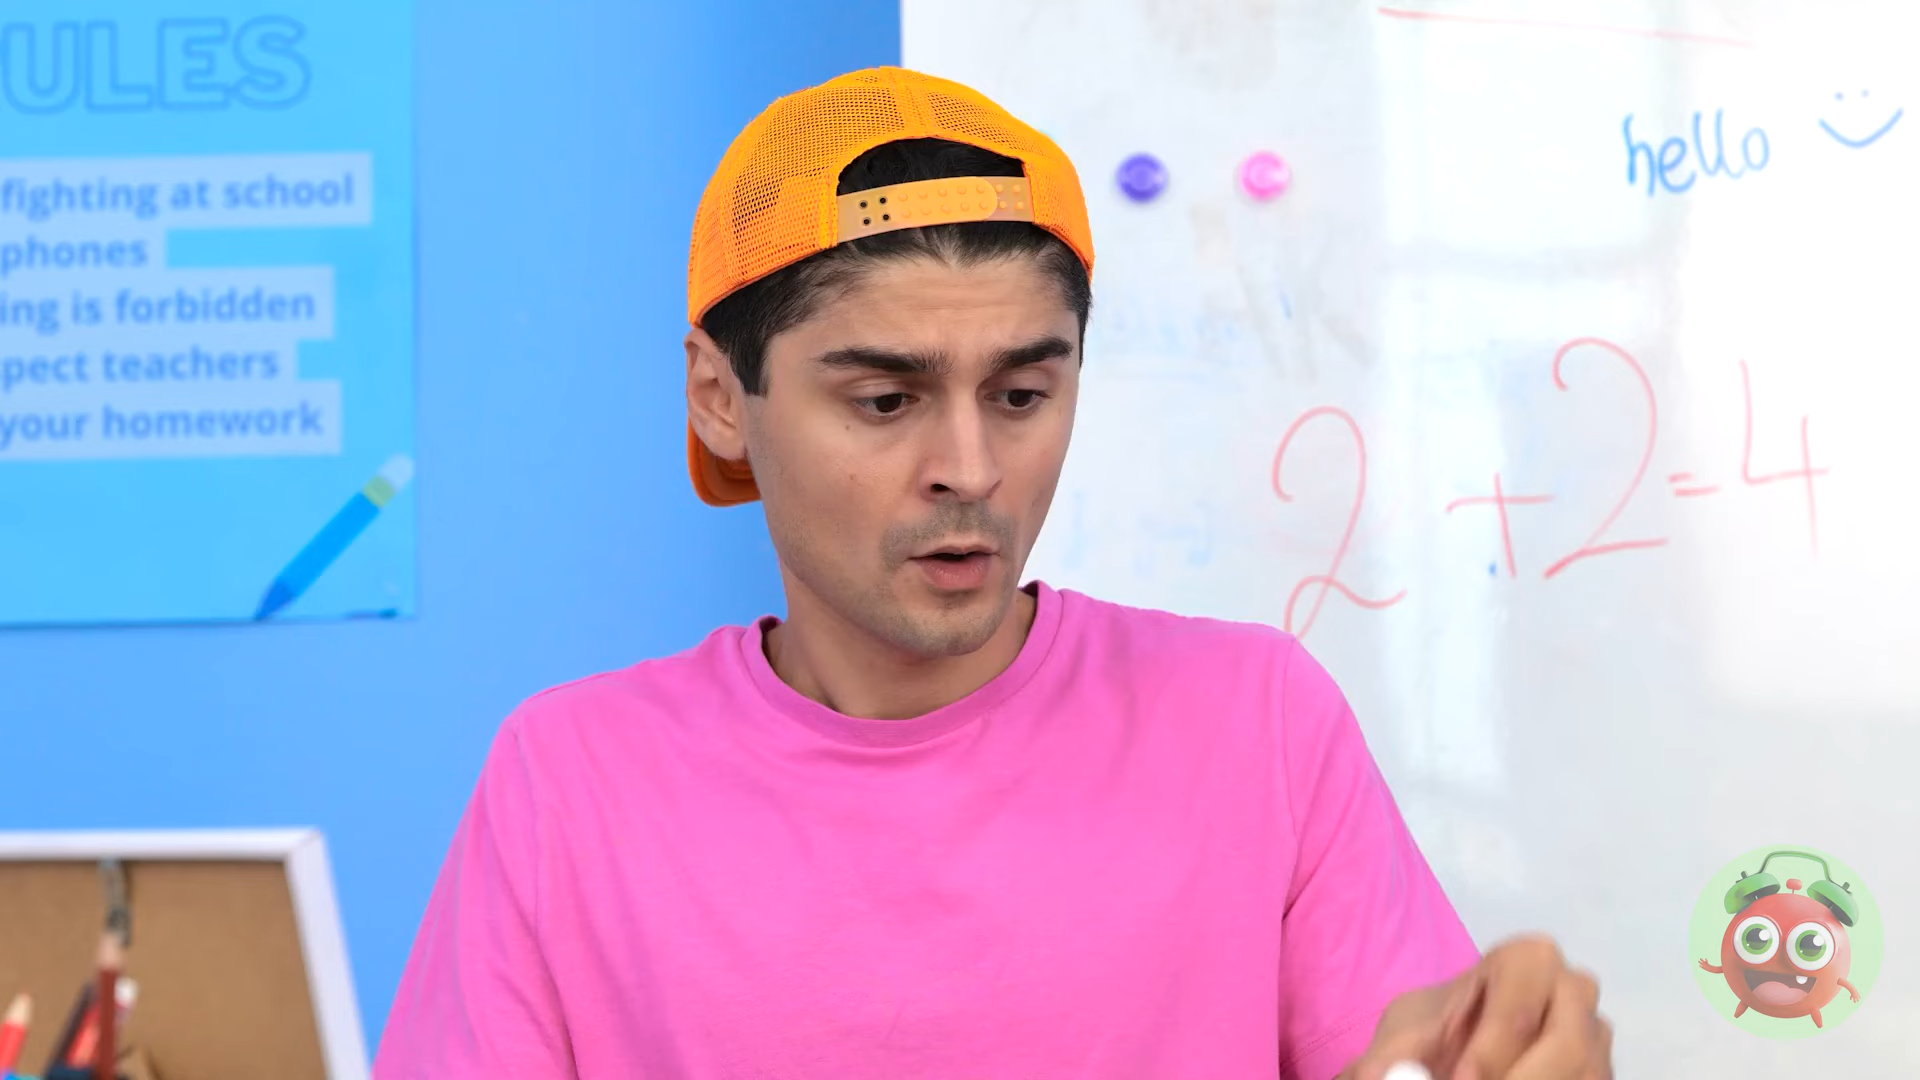 ULES
fighting at school
phones
ing is forbidden
pect teachers
your homework
hello
2+2=4